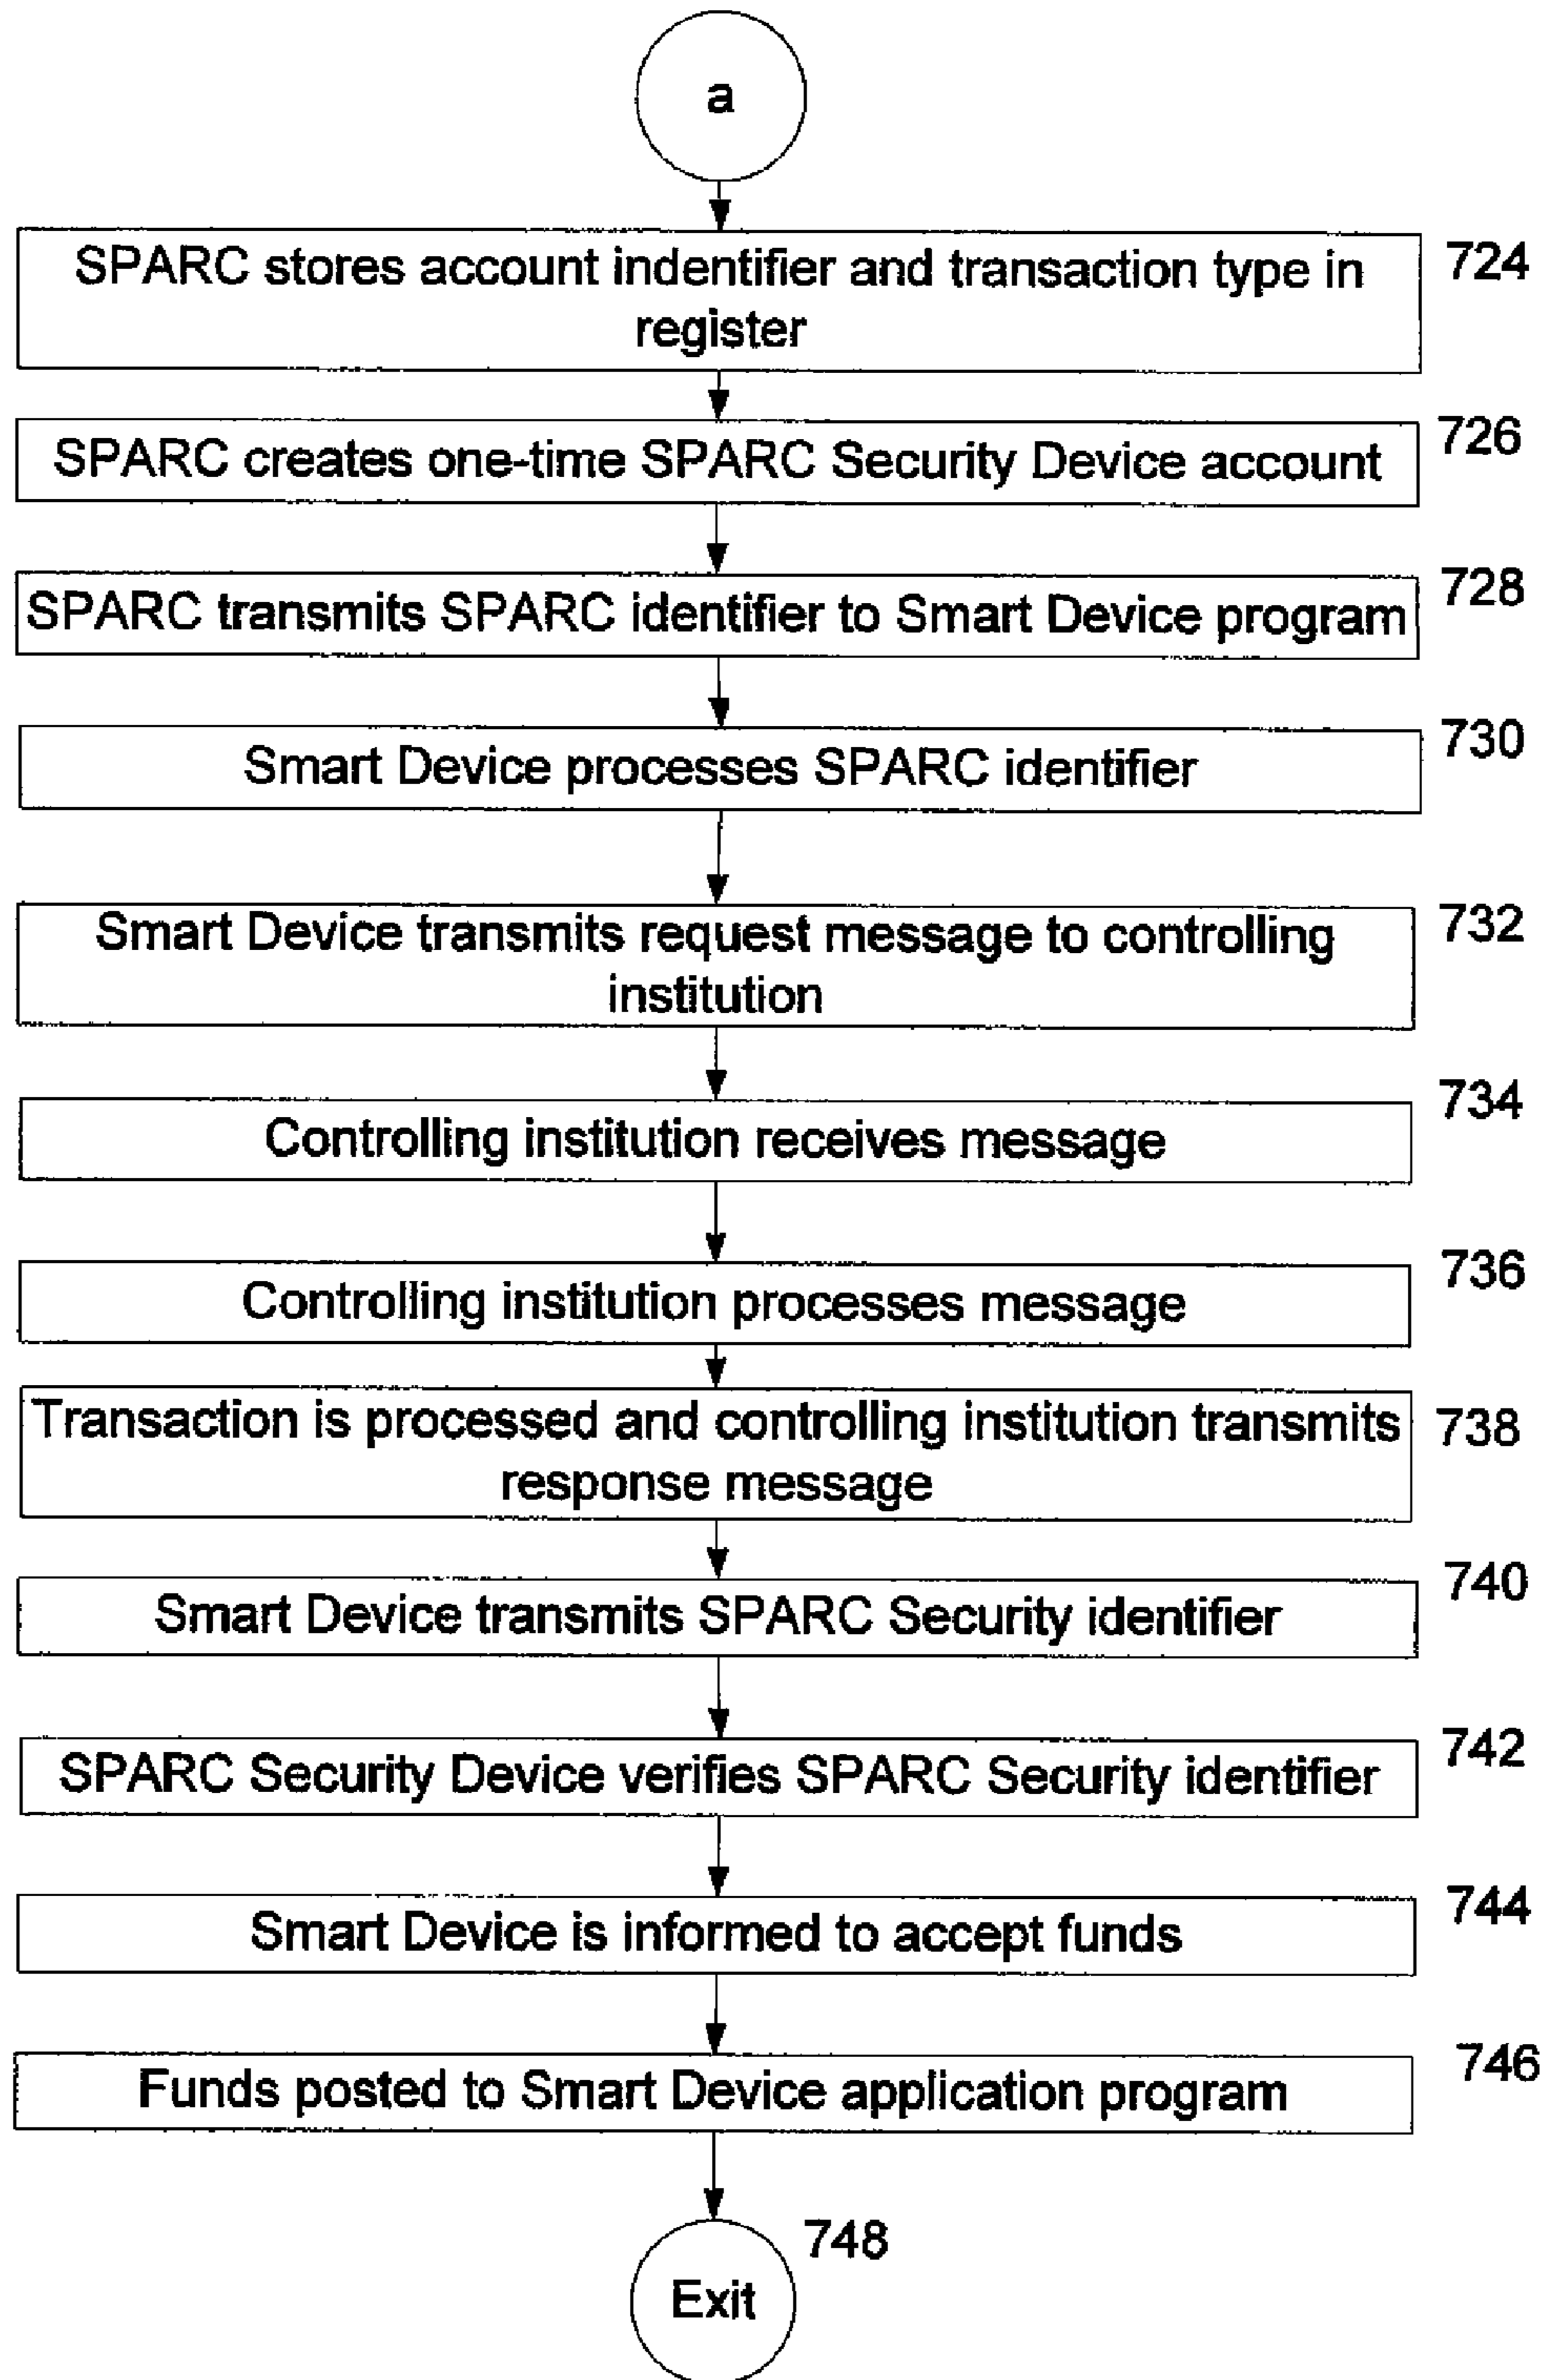 a
SPARC stores account indentifier and transaction type in
register
724
SPARC creates one-time SPARC Security Device account
726
SPARC transmits SPARC identifier to Smart Device program
728
Smart Device processes SPARC identifier
730
Smart Device transmits request message to controlling
institution
732
Controlling institution receives message
734
Controlling institution processes message
736
Transaction is processed and controlling institution transmits
response message
738
Smart Device transmits SPARC Security identifier
740
SPARC Security Device verifies SPARC Security identifier
742
Smart Device is informed to accept funds
744
Funds posted to Smart Device application program
746
748
Exit